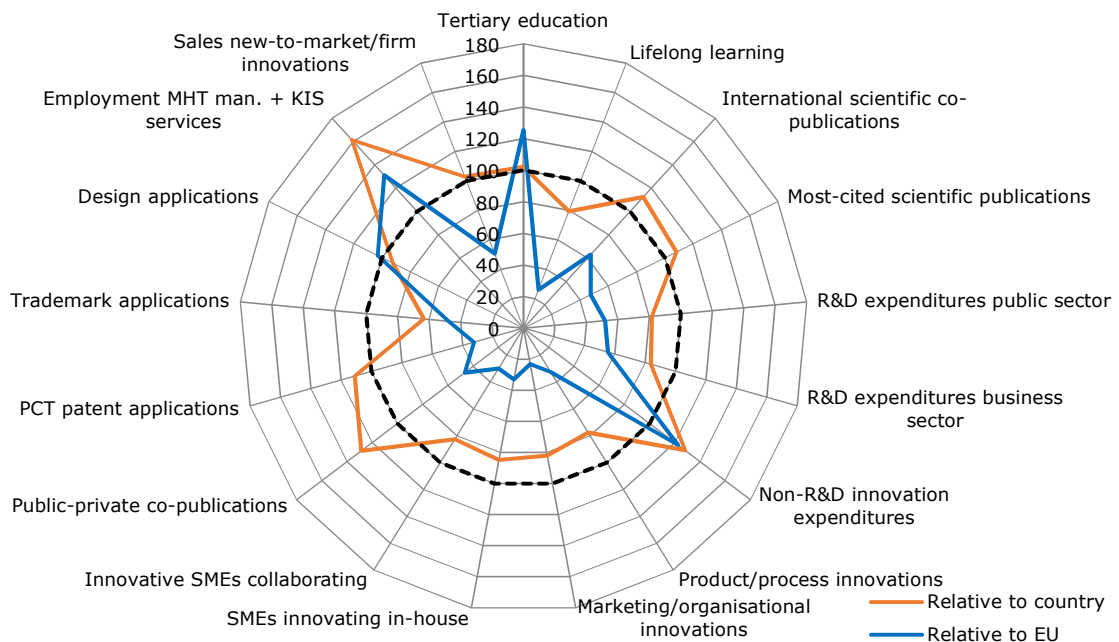 Tertiary education
Sales new-to-market/firm
innovations
Lifelong learning
Employment MHT man. + KIS
services
International scientific co-
publications
Design applications
Most-cited scientific publications
Trademark applications
R&D expenditures public sector
PCT patent applications
R&D expenditures business
sector
Public-private co-publications
Non-R&D innovation
expenditures
Innovative SMEs collaborating
Product/process innovations
SMEs innovating in-house
Marketing/organisational
innovations
180
160
140
120
100
80
60
40
20
0
Relative to country
Relative to EU